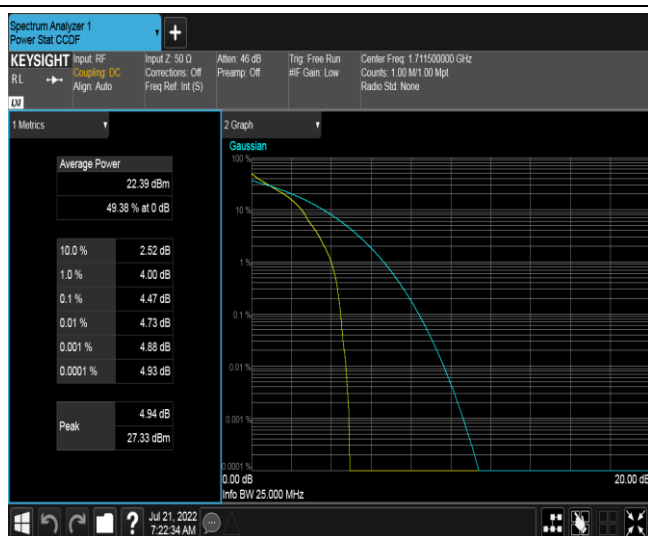 Spectrum Analyzer 1
Power Stat CCDF
+
KEYSIGHT
RL
LXI
Input: RF
Coupling: DC
Align: Auto
Input Z: 50 Ω
Corrections: Off
Freq Ref: Int (S)
Atten: 46 dB
Preamp: Off
Trig: Free Run
#IF Gain: Low
Center Freq: 1.711500000 GHz
Counts: 1.00 M/1.00 Mpt
Radio Std: None
1 Metrics
Average Power
22.39 dBm
49.38 % at 0 dB
10.0 % 2.52 dB
1.0 % 4.00 dB
0.1 % 4.47 dB
0.01 % 4.73 dB
0.001 % 4.88 dB
0.0001 % 4.93 dB
Peak
4.94 dB
27.33 dBm
2 Graph
Gaussian
100 %
10 %
1 %
0.1 %
0.01 %
0.001 %
0.0001 %
0.00 dB 20.00 dB
Info BW 25.000 MHz
?
Jul 21, 2022
7:22:34 AM